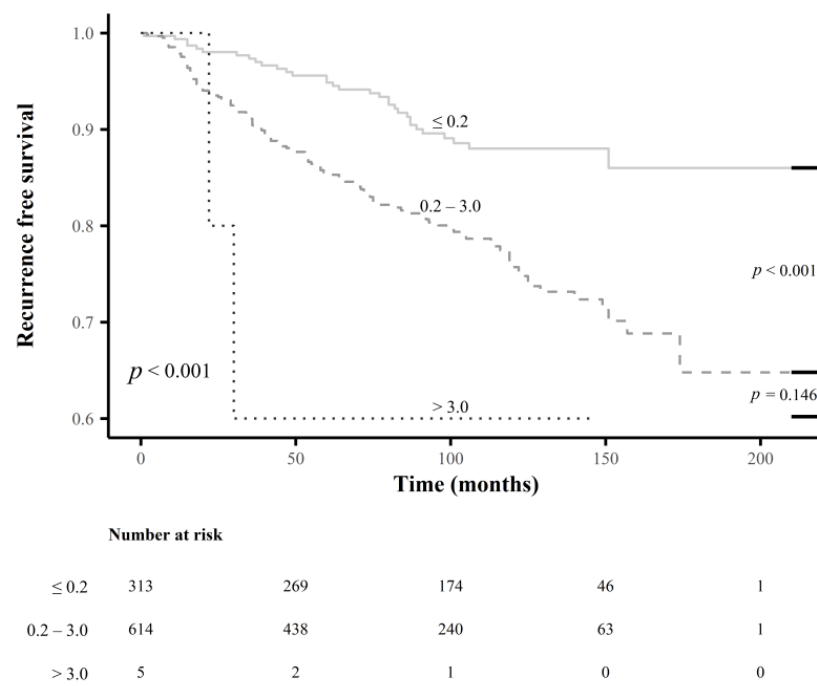 1.0
0.9
0.8
0.7
0.6
Recurrence free survival
≤ 0.2
0.2 – 3.0
> 3.0
p < 0.001
p < 0.001
p = 0.146
0 50 100 150 200
Time (months)
Number at risk
≤ 0.2 313 269 174 46 1
0.2 – 3.0 614 438 240 63 1
> 3.0 5 2 1 0 0